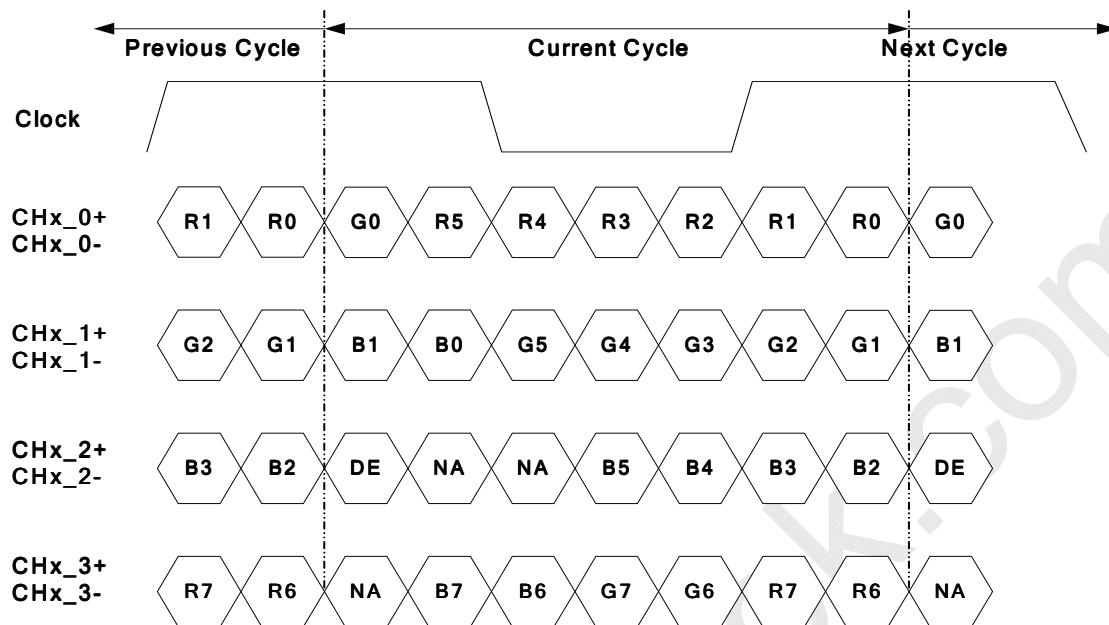 Previous Cycle Current Cycle Next Cycle
Clock
CHx_0+
CHx_0-
R1 R0 G0 R5 R4 R3 R2 R1 R0 G0
CHx_1+
CHx_1-
G2 G1 B1 B0 G5 G4 G3 G2 G1 B1
CHx_2+
CHx_2-
B3 B2 DE NA NA B5 B4 B3 B2 DE
CHx_3+
CHx_3-
R7 R6 NA B7 B6 G7 G6 R7 R6 NA
k.com